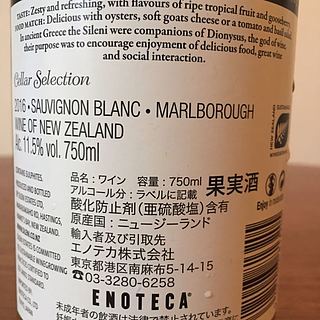 TASTE: Zesty and refreshing, with flavours of ripe tropical fruit and gooseberry.
FOOD MATCH: Delicious with oysters, soft goats cheese or a tomato and basil salad.
In ancient Greece the Sileni were companions of Dionysus, the god of wine,
their purpose was to encourage enjoyment of delicious food, great wine
and social interaction.
Cellar Selection
2016 • SAUVIGNON BLANC • MARLBOROUGH
WINE OF NEW ZEALAND
Alc. 11.5% vol. 750ml
品名：ワイン 容量：750ml 果実酒
アルコール分：ラベルに記載
酸化防止剤(亜硫酸塩)含有
原産国：ニュージーランド
輸入者及び引取先
エノテカ株式会社
東京都港区南麻布5-14-15
☎03-3280-6258
ENOTECA
未成年者の飲酒は法律で禁止されています。
SULPHITES
AND BOTTLED
HASTINGS,
NEW ZEALAND